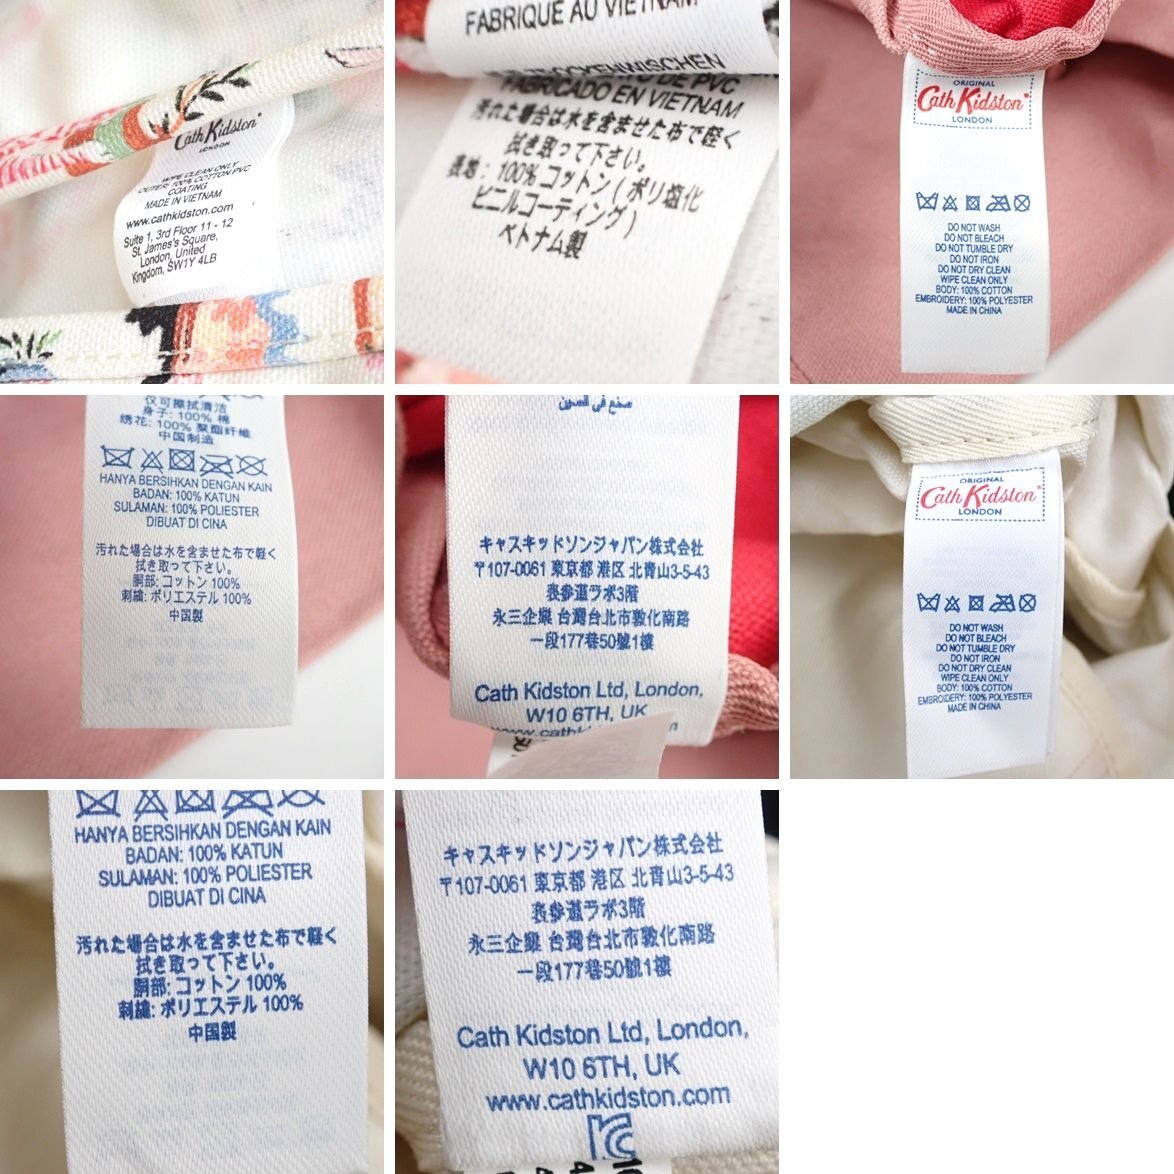 Cath Kidston
LONDON
WIPE CLEAN ONLY
OUTER: 100% COTTON PVC
COATING
MADE IN VIETNAM
www.cathkidston.com
Suite 1, 3rd Floor 11 - 12
St. James's Square,
London, United
Kingdom, SW1Y 4LB
FABRIQUÉ AU VIETNAM
DE PVC
FABRICADO EN VIETNAM
汚れた場合は水を含ませた布で軽く
拭き取って下さい。
表地: 100% コットン ( ポリ塩化
ビニルコーティング)
ベトナム製
ORIGINAL
Cath Kidston
LONDON
DO NOT WASH
DO NOT BLEACH
DO NOT TUMBLE DRY
DO NOT IRON
DO NOT DRY CLEAN
WIPE CLEAN ONLY
BODY: 100% COTTON
EMBROIDERY: 100% POLYESTER
MADE IN CHINA
仅可擦拭清洁
身子: 100% 棉
绣花: 100% 聚酯纤维
中国制造
HANYA BERSIHKAN DENGAN KAIN
BADAN: 100% KATUN
SULAMAN: 100% POLIESTER
DIBUAT DI CINA
汚れた場合は水を含ませた布で軽く
拭き取って下さい。
胴部: コットン 100%
刺繍: ポリエステル 100%
中国製
صنع في الصين
キャスキッドソンジャパン株式会社
〒107-0061 東京都 港区 北青山3-5-43
表参道ラボ3階
永三企業 台灣台北市敦化南路
一段177巷50號1樓
Cath Kidston Ltd, London,
W10 6TH, UK
ORIGINAL
Cath Kidston
LONDON
DO NOT WASH
DO NOT BLEACH
DO NOT TUMBLE DRY
DO NOT IRON
DO NOT DRY CLEAN
WIPE CLEAN ONLY
BODY: 100% COTTON
EMBROIDERY: 100% POLYESTER
MADE IN CHINA
HANYA BERSIHKAN DENGAN KAIN
BADAN: 100% KATUN
SULAMAN: 100% POLIESTER
DIBUAT DI CINA
汚れた場合は水を含ませた布で軽く
拭き取って下さい。
胴部: コットン 100%
刺繍: ポリエステル 100%
中国製
キャスキッドソンジャパン株式会社
〒107-0061 東京都 港区 北青山3-5-43
表参道ラボ3階
永三企業 台灣台北市敦化南路
一段177巷50號1樓
Cath Kidston Ltd, London,
W10 6TH, UK
www.cathkidston.com